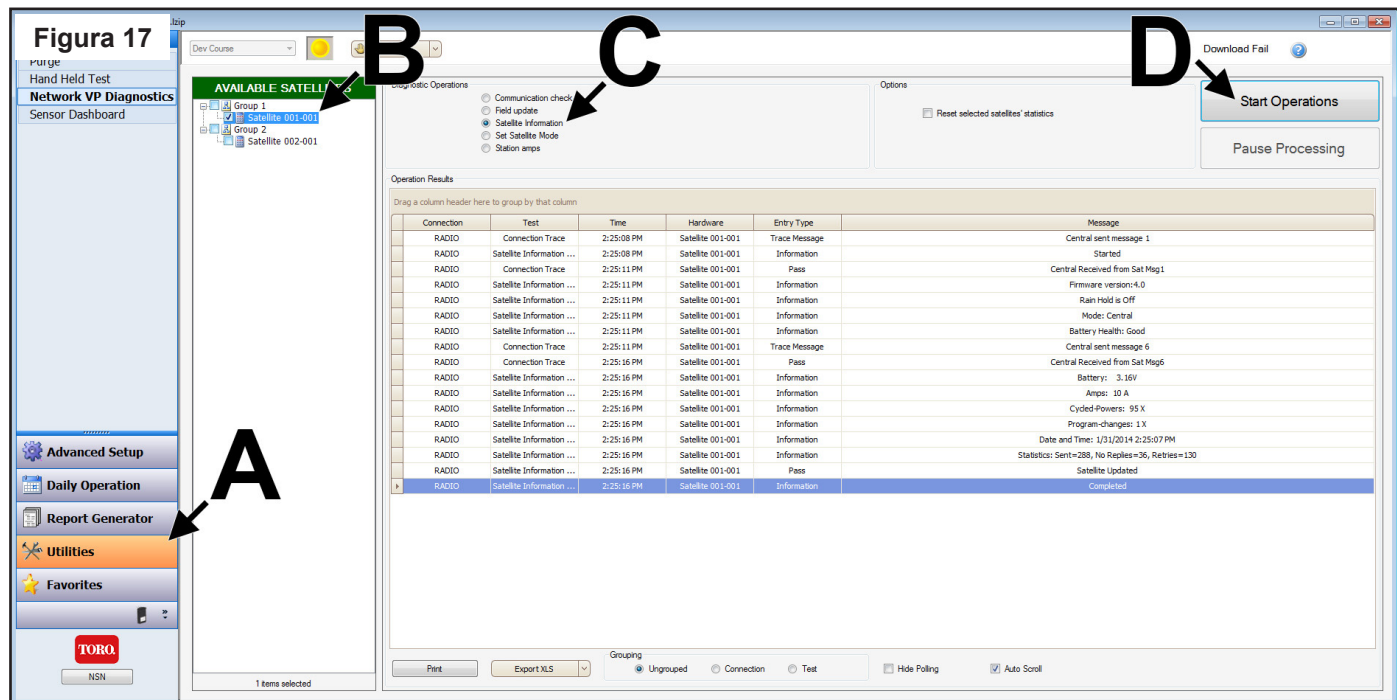 .lzip
Figura 17
Purge
Hand Held Test
Network VP Diagnostics
Sensor Dashboard
Advanced Setup
Daily Operation
Report Generator
Utilities
Favorites
TORO.
NSN
A
Dev Course
B
C
D
Download Fail
AVAILABLE SATELL
Group 1
Satellite 001-001
Group 2
Satellite 002-001
1 items selected
Diagnostic Operations
Communication check
Field update
Satellite Information
Set Satellite Mode
Station amps
Options
Reset selected satellites' statistics
Start Operations
Pause Processing
Operation Results
Drag a column header here to group by that column
Connection Test Time Hardware Entry Type Message
RADIO Connection Trace 2:25:08 PM Satellite 001-001 Trace Message Central sent message 1
RADIO Satellite Information ... 2:25:08 PM Satellite 001-001 Information Started
RADIO Connection Trace 2:25:11 PM Satellite 001-001 Pass Central Received from Sat Msg1
RADIO Satellite Information ... 2:25:11 PM Satellite 001-001 Information Firmware version:4.0
RADIO Satellite Information ... 2:25:11 PM Satellite 001-001 Information Rain Hold is Off
RADIO Satellite Information ... 2:25:11 PM Satellite 001-001 Information Mode: Central
RADIO Satellite Information ... 2:25:11 PM Satellite 001-001 Information Battery Health: Good
RADIO Connection Trace 2:25:11 PM Satellite 001-001 Trace Message Central sent message 6
RADIO Connection Trace 2:25:16 PM Satellite 001-001 Pass Central Received from Sat Msg6
RADIO Satellite Information ... 2:25:16 PM Satellite 001-001 Information Battery: 3.16V
RADIO Satellite Information ... 2:25:16 PM Satellite 001-001 Information Amps: 10 A
RADIO Satellite Information ... 2:25:16 PM Satellite 001-001 Information Cycled-Powers: 95 X
RADIO Satellite Information ... 2:25:16 PM Satellite 001-001 Information Program-changes: 1 X
RADIO Satellite Information ... 2:25:16 PM Satellite 001-001 Information Date and Time: 1/31/2014 2:25:07 PM
RADIO Satellite Information ... 2:25:16 PM Satellite 001-001 Information Statistics: Sent=288, No Replies=36, Retries=130
RADIO Satellite Information ... 2:25:16 PM Satellite 001-001 Pass Satellite Updated
RADIO Satellite Information ... 2:25:16 PM Satellite 001-001 Information Completed
Print
Export XLS
Grouping
Ungrouped Connection Test
Hide Polling
Auto Scroll